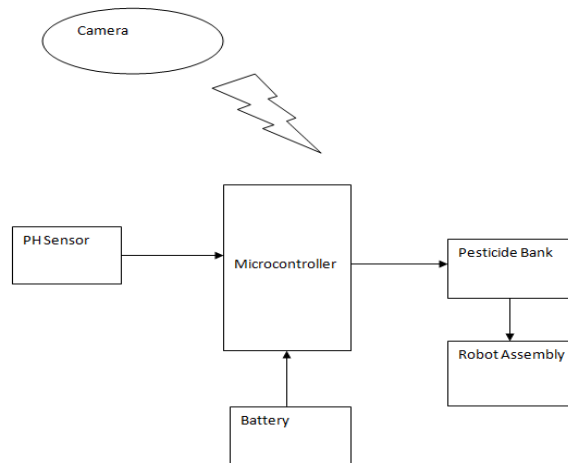 Camera
PH Sensor
Microcontroller
Pesticide Bank
Robot Assembly
Battery